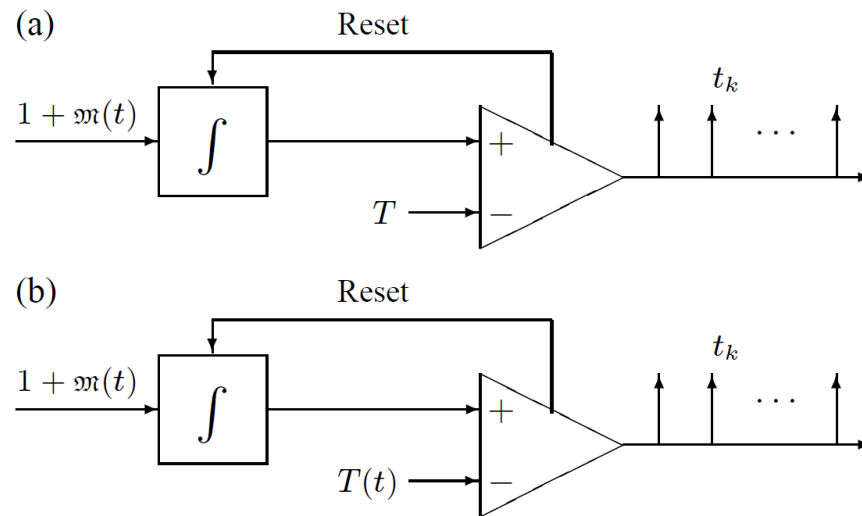 (a)
Reset
1 + 𝔐(t)
∫
+
T
−
t_k
⋯
(b)
Reset
1 + 𝔐(t)
∫
+
T(t)
−
t_k
⋯